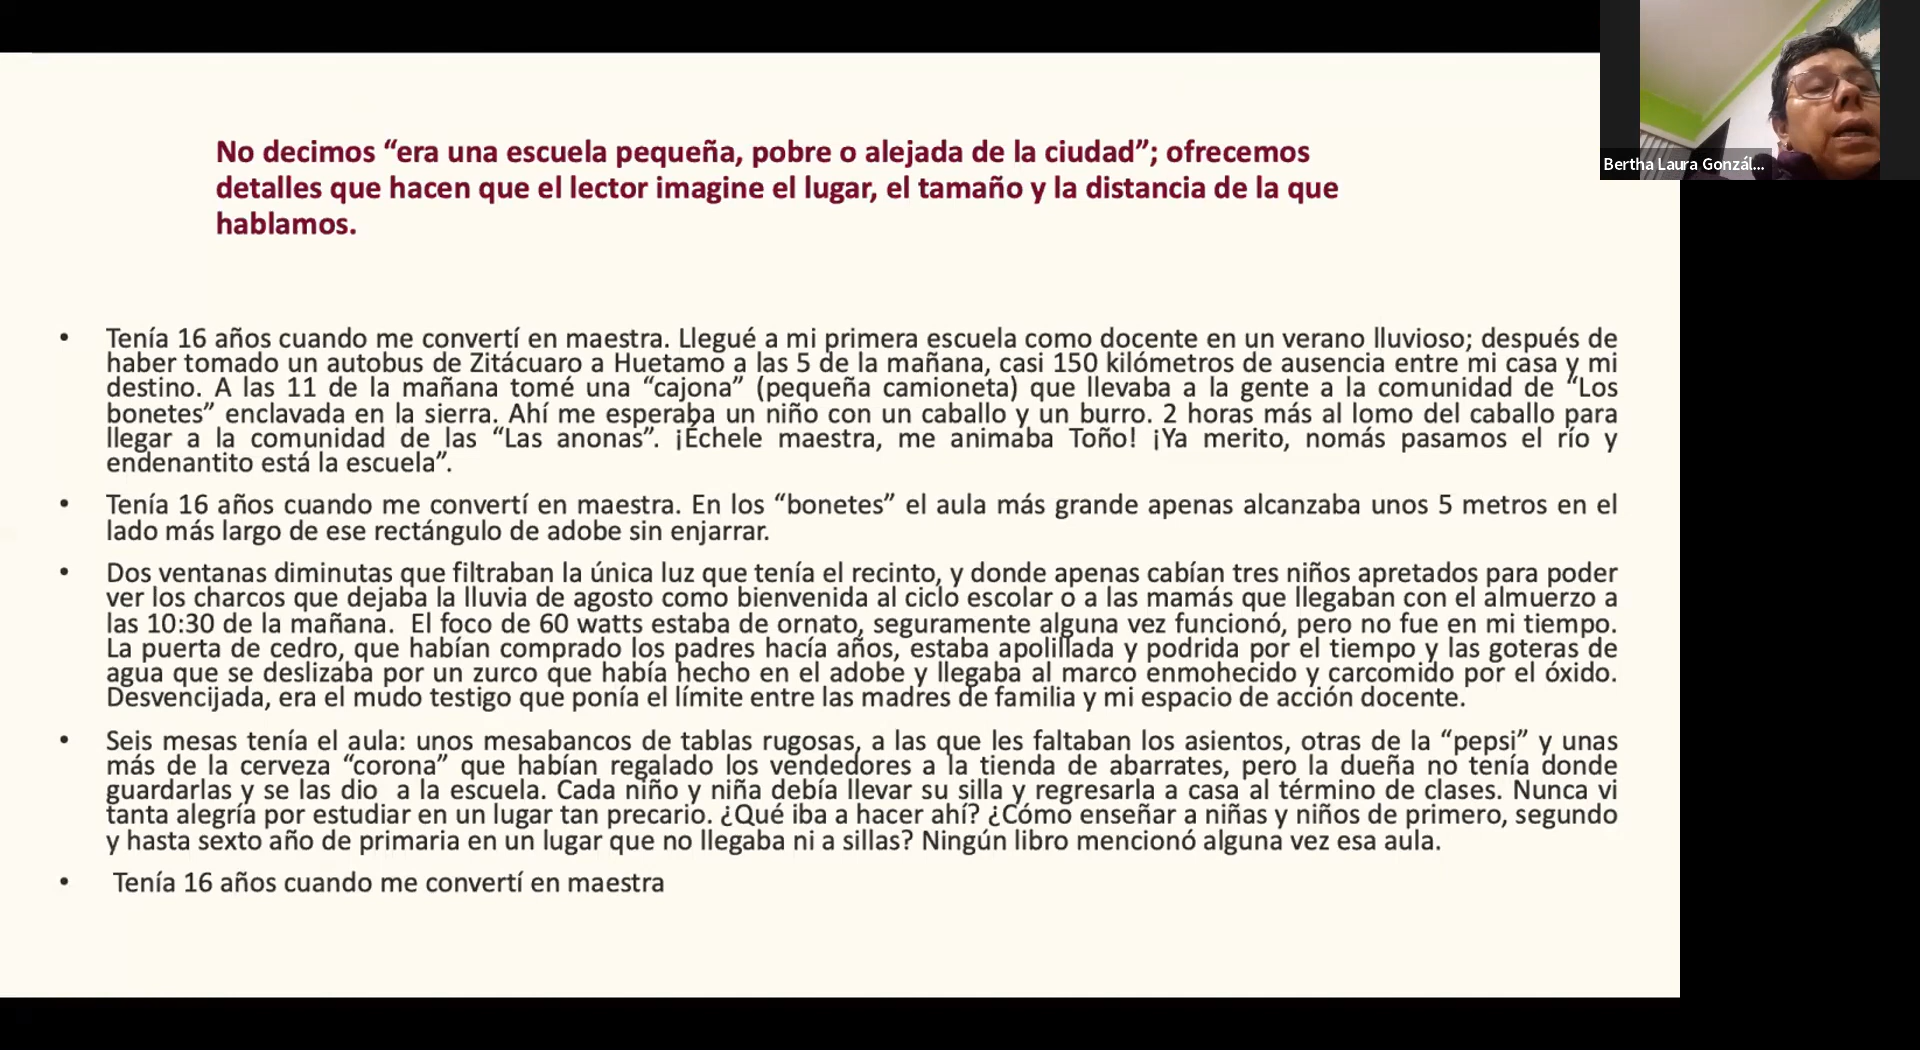 No decimos “era una escuela pequeña, pobre o alejada de la ciudad”; ofrecemos
detalles que hacen que el lector imagine el lugar, el tamaño y la distancia de la que
hablamos.
• Tenía 16 años cuando me convertí en maestra. Llegué a mi primera escuela como docente en un verano lluvioso; después de
haber tomado un autobus de Zitácuaro a Huetamo a las 5 de la mañana, casi 150 kilómetros de ausencia entre mi casa y mi
destino. A las 11 de la mañana tomé una “cajona” (pequeña camioneta) que llevaba a la gente a la comunidad de “Los
bonetes” enclavada en la sierra. Ahí me esperaba un niño con un caballo y un burro. 2 horas más al lomo del caballo para
llegar a la comunidad de las “Las anonas”. ¡Échele maestra, me animaba Toño! ¡Ya merito, nomás pasamos el río y
endenantito está la escuela”.
• Tenía 16 años cuando me convertí en maestra. En los “bonetes” el aula más grande apenas alcanzaba unos 5 metros en el
lado más largo de ese rectángulo de adobe sin enjarrar.
• Dos ventanas diminutas que filtraban la única luz que tenía el recinto, y donde apenas cabían tres niños apretados para poder
ver los charcos que dejaba la lluvia de agosto como bienvenida al ciclo escolar o a las mamás que llegaban con el almuerzo a
las 10:30 de la mañana.  El foco de 60 watts estaba de ornato, seguramente alguna vez funcionó, pero no fue en mi tiempo.
La puerta de cedro, que habían comprado los padres hacía años, estaba apolillada y podrida por el tiempo y las goteras de
agua que se deslizaba por un zurco que había hecho en el adobe y llegaba al marco enmohecido y carcomido por el óxido.
Desvencijada, era el mudo testigo que ponía el límite entre las madres de familia y mi espacio de acción docente.
• Seis mesas tenía el aula: unos mesabancos de tablas rugosas, a las que les faltaban los asientos, otras de la “pepsi” y unas
más de la cerveza “corona” que habían regalado los vendedores a la tienda de abarrates, pero la dueña no tenía donde
guardarlas y se las dio  a la escuela. Cada niño y niña debía llevar su silla y regresarla a casa al término de clases. Nunca vi
tanta alegría por estudiar en un lugar tan precario. ¿Qué iba a hacer ahí? ¿Cómo enseñar a niñas y niños de primero, segundo
y hasta sexto año de primaria en un lugar que no llegaba ni a sillas? Ningún libro mencionó alguna vez esa aula.
• Tenía 16 años cuando me convertí en maestra
Bertha Laura Gonzál...